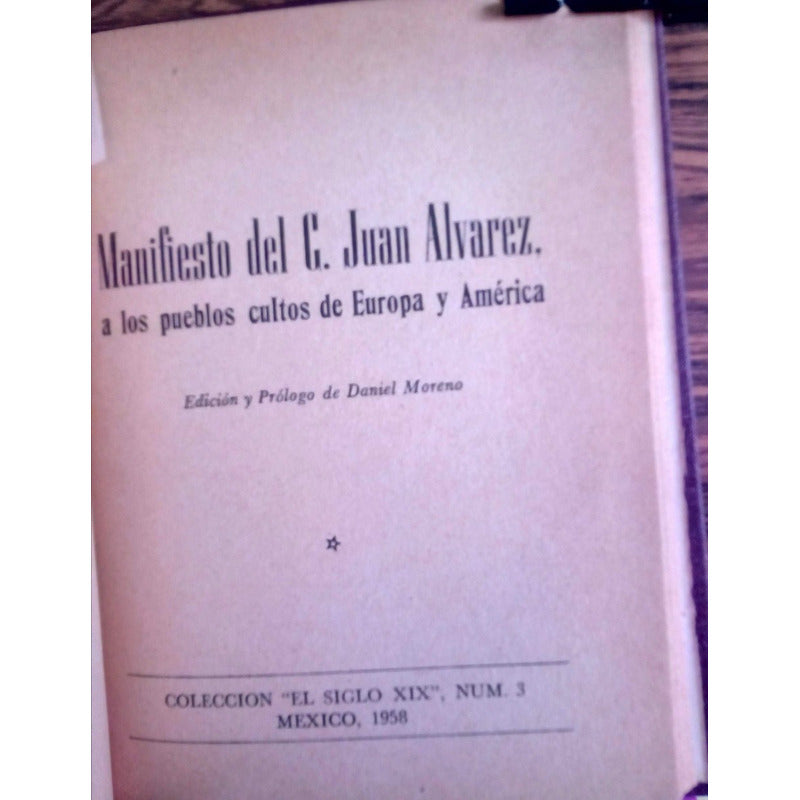 Manifiesto del C. Juan Alvarez.
a los pueblos cultos de Europa y América
Edición y Prólogo de Daniel Moreno
COLECCION "EL SIGLO XIX", NUM. 3
MEXICO, 1958